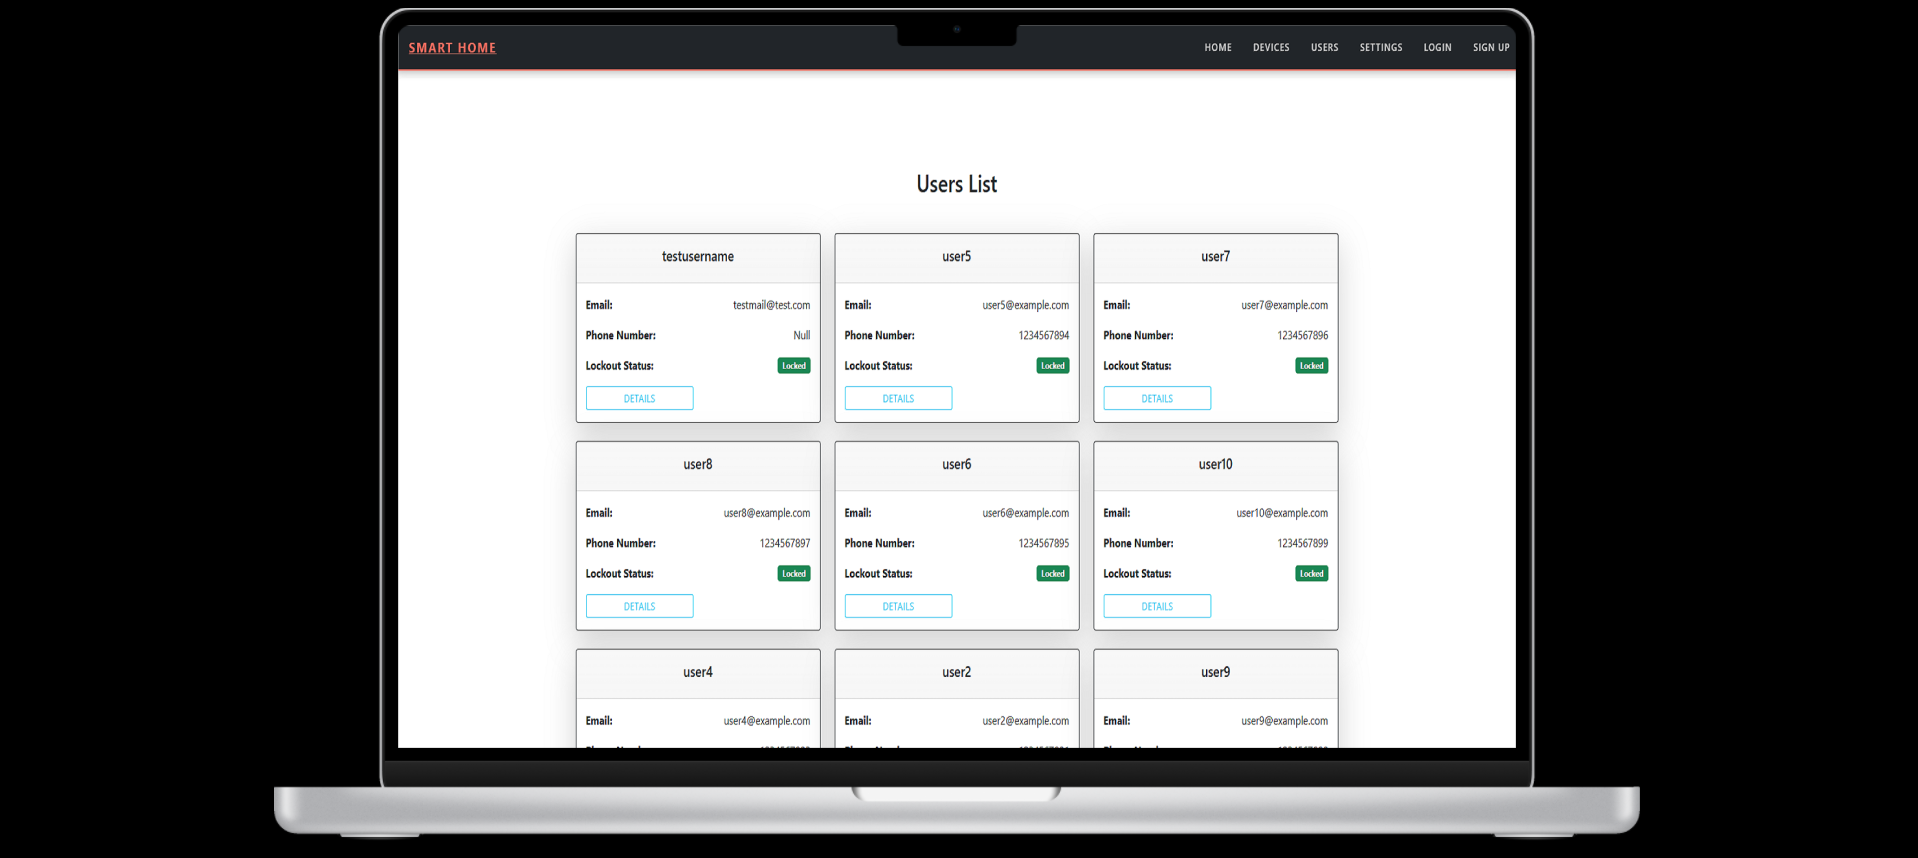 SMART HOME
HOME DEVICES USERS SETTINGS LOGIN SIGN UP
Users List
testusername
Email: testmail@test.com
Phone Number: Null
Lockout Status: Locked
DETAILS
user5
Email: user5@example.com
Phone Number: 1234567894
Lockout Status: Locked
DETAILS
user7
Email: user7@example.com
Phone Number: 1234567896
Lockout Status: Locked
DETAILS
user8
Email: user8@example.com
Phone Number: 1234567897
Lockout Status: Locked
DETAILS
user6
Email: user6@example.com
Phone Number: 1234567895
Lockout Status: Locked
DETAILS
user10
Email: user10@example.com
Phone Number: 1234567899
Lockout Status: Locked
DETAILS
user4
Email: user4@example.com
user2
Email: user2@example.com
user9
Email: user9@example.com